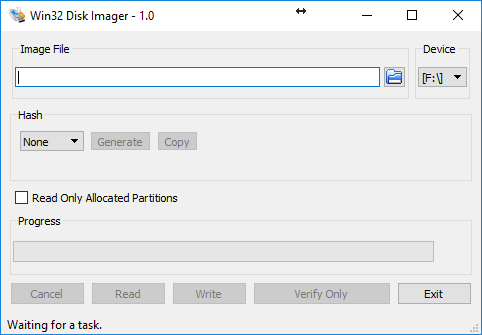 Win32 Disk Imager - 1.0
Image File
Device
[F:\]
Hash
None
Generate
Copy
Read Only Allocated Partitions
Progress
Cancel
Read
Write
Verify Only
Exit
Waiting for a task.